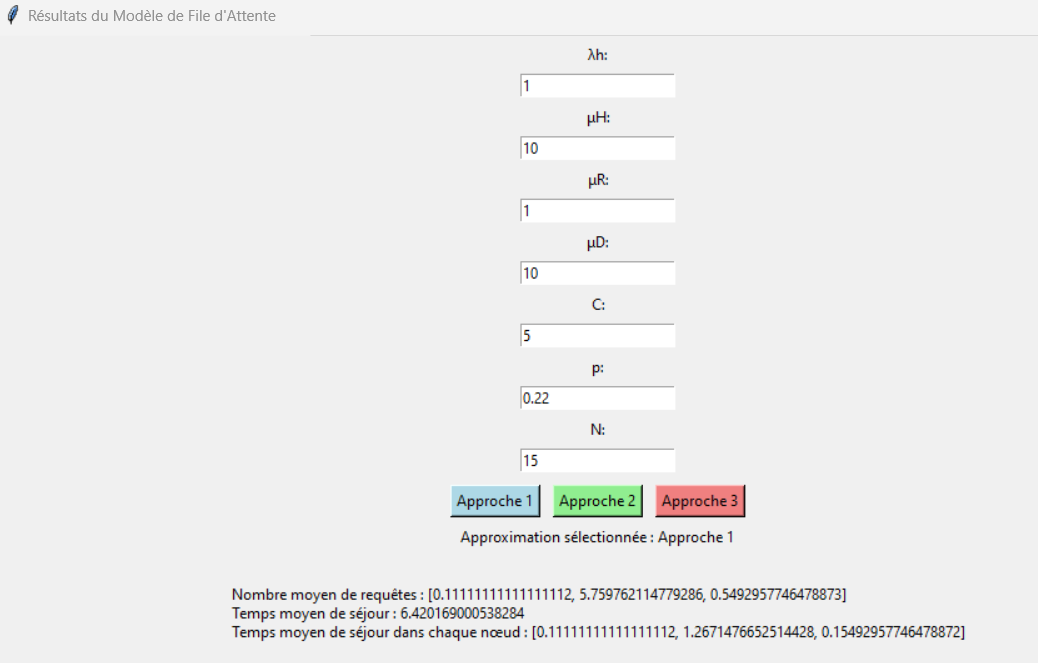 Résultats du Modèle de File d'Attente
λh:
1
μH:
10
μR:
1
μD:
10
C:
5
p:
0.22
N:
15
Approche 1 Approche 2 Approche 3
Approximation sélectionnée : Approche 1
Nombre moyen de requêtes : [0.11111111111111112, 5.759762114779286, 0.5492957746478873]
Temps moyen de séjour : 6.420169000538284
Temps moyen de séjour dans chaque nœud : [0.11111111111111112, 1.2671476652514428, 0.15492957746478872]